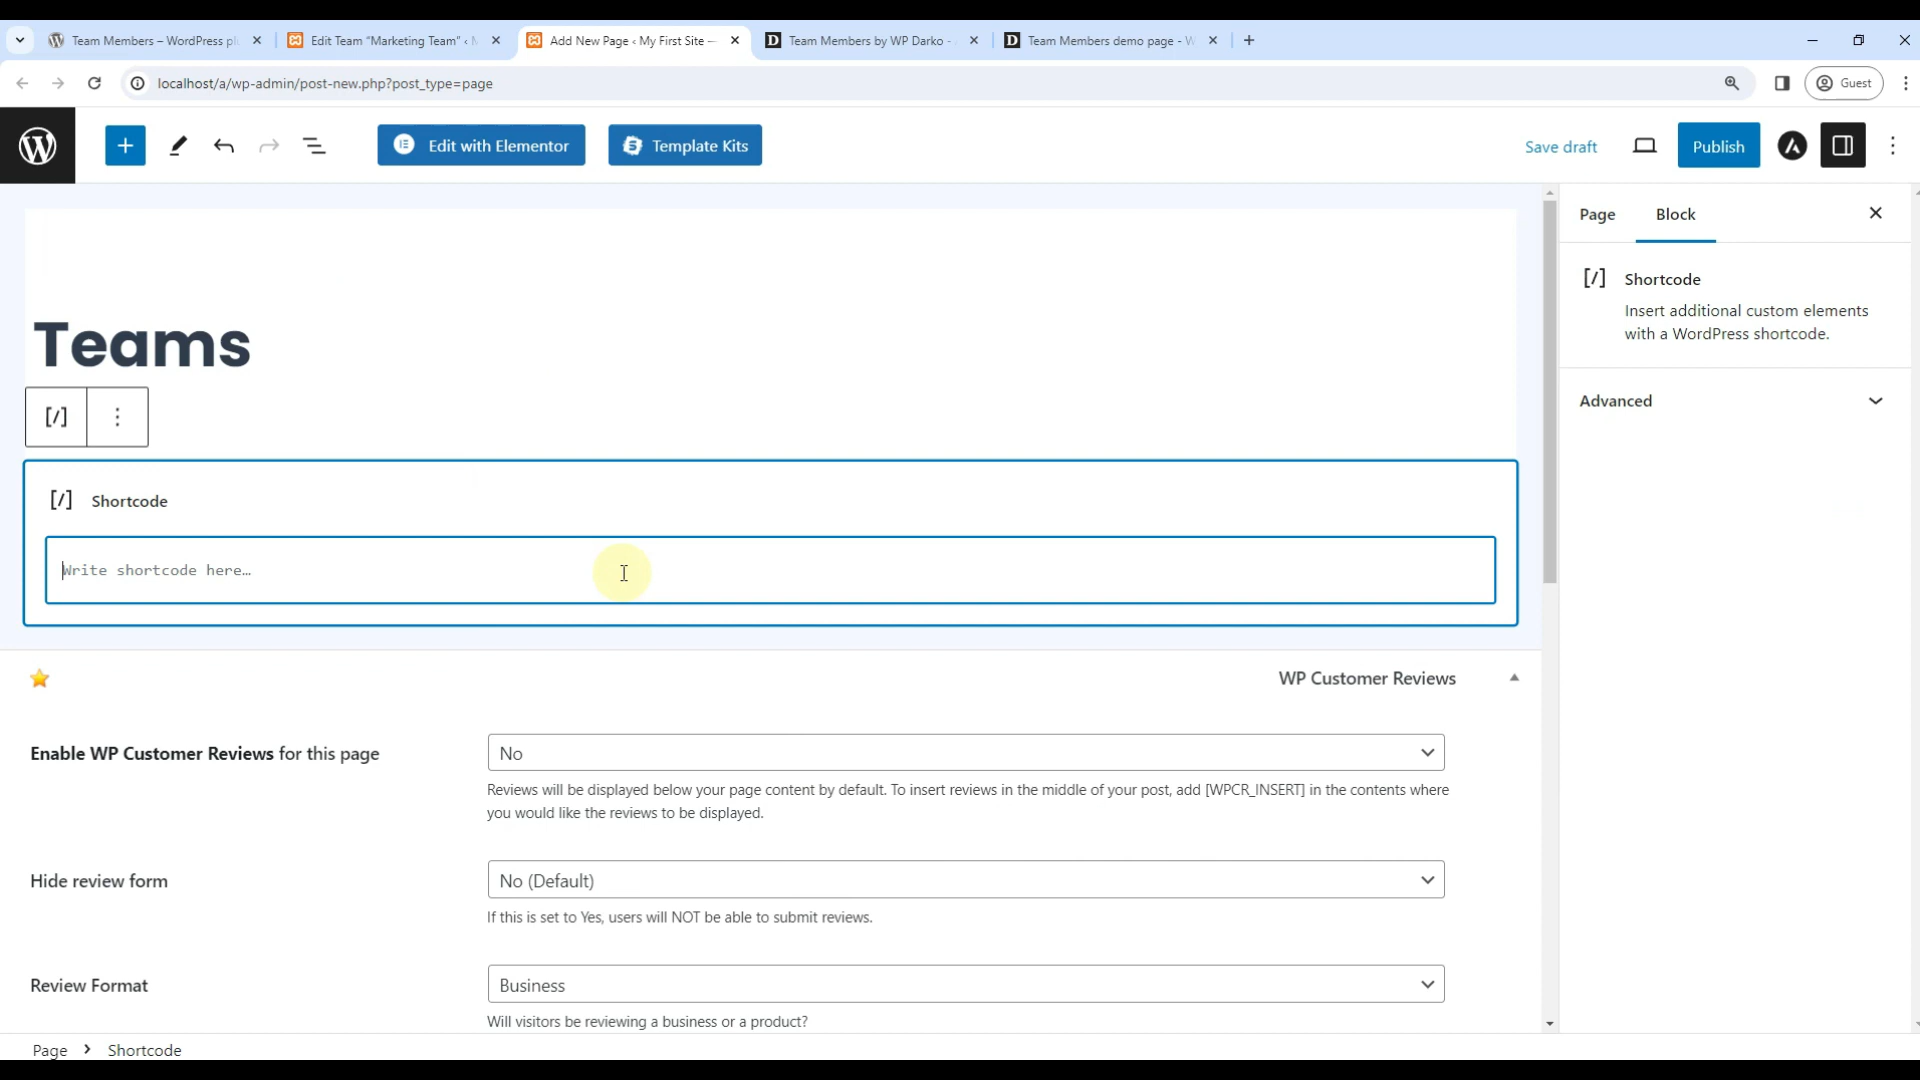 Team Members – WordPress pl
Edit Team “Marketing Team” ‹
Add New Page ‹ My First Site —
Team Members by WP Darko -
Team Members demo page - W
localhost/a/wp-admin/post-new.php?post_type=page
Guest
Edit with Elementor
Template Kits
Save draft
Publish
Page
Block
Shortcode
Insert additional custom elements
with a WordPress shortcode.
Advanced
Teams
[/]
[/] Shortcode
Write shortcode here…
WP Customer Reviews
Enable WP Customer Reviews for this page
No
Reviews will be displayed below your page content by default. To insert reviews in the middle of your post, add [WPCR_INSERT] in the contents where
you would like the reviews to be displayed.
Hide review form
No (Default)
If this is set to Yes, users will NOT be able to submit reviews.
Review Format
Business
Will visitors be reviewing a business or a product?
Page › Shortcode